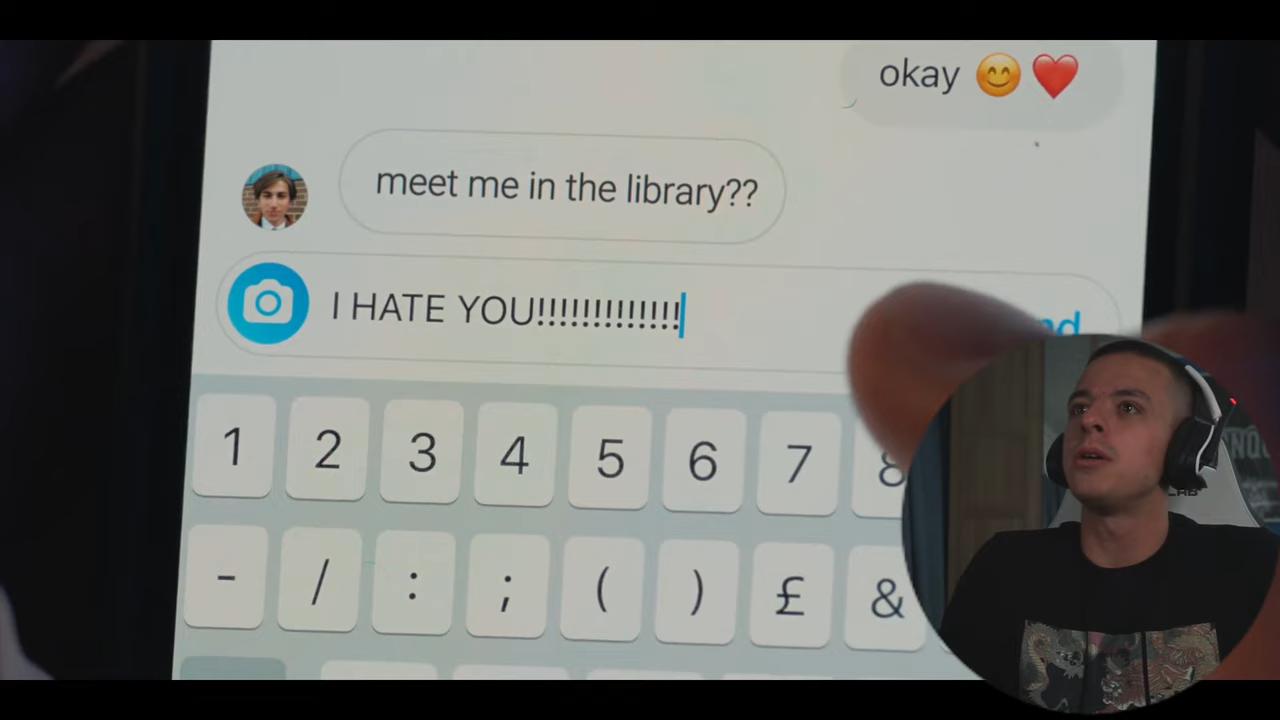 okay 😊 ❤️
meet me in the library??
I HATE YOU!!!!!!!!!!!!!
1 2 3 4 5 6 7 8
- / : ; ( ) £ &